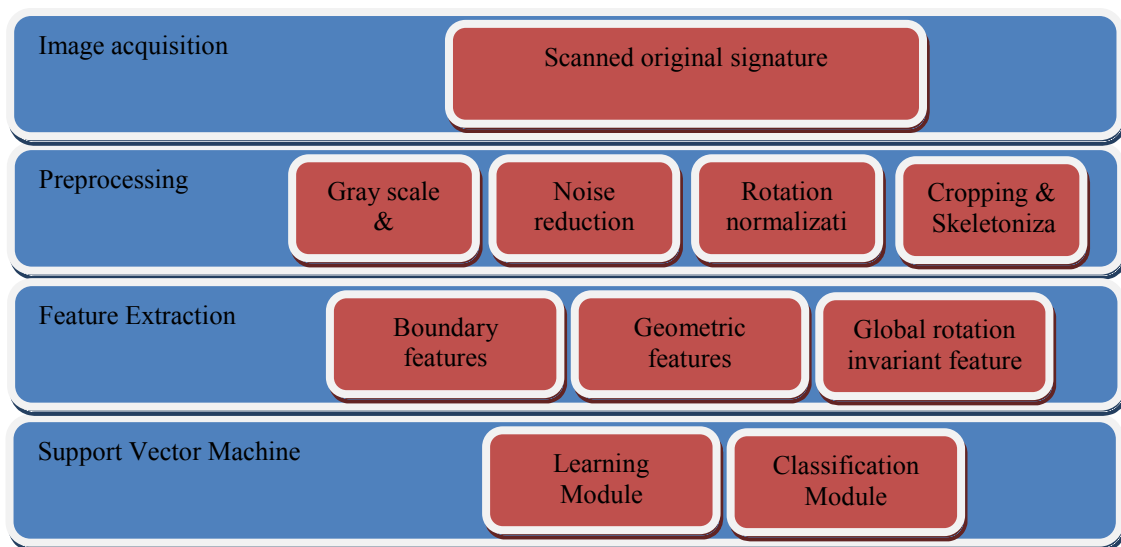 Image acquisition
Scanned original signature
Preprocessing
Gray scale
&
Noise
reduction
Rotation
normalizati
Cropping &
Skeletoniza
Feature Extraction
Boundary
features
Geometric
features
Global rotation
invariant feature
Support Vector Machine
Learning
Module
Classification
Module